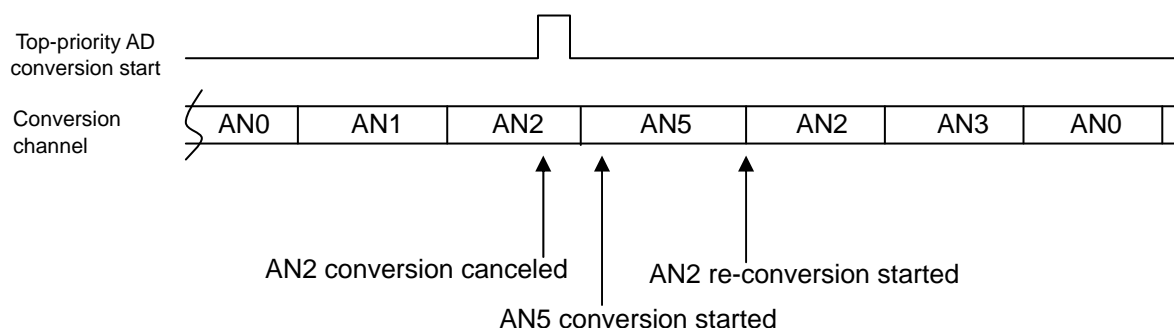 Top-priority AD
conversion start
Conversion
channel
AN0 AN1 AN2 AN5 AN2 AN3 AN0
AN2 conversion canceled
AN2 re-conversion started
AN5 conversion started